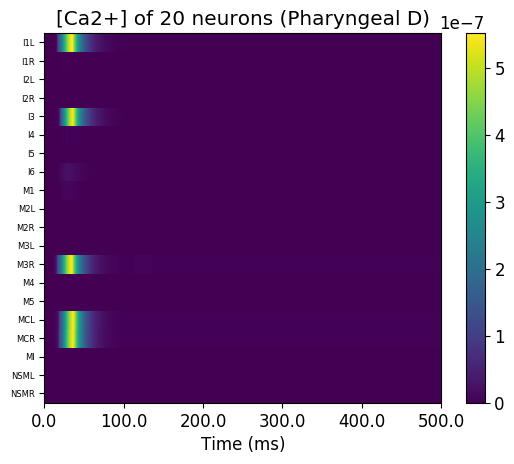 [Ca2+] of 20 neurons (Pharyngeal D)
1e−7
I1L
I1R
I2L
I2R
I3
I4
I5
I6
M1
M2L
M2R
M3L
M3R
M4
M5
MCL
MCR
MI
NSML
NSMR
0.0 100.0 200.0 300.0 400.0 500.0
Time (ms)
5
4
3
2
1
0